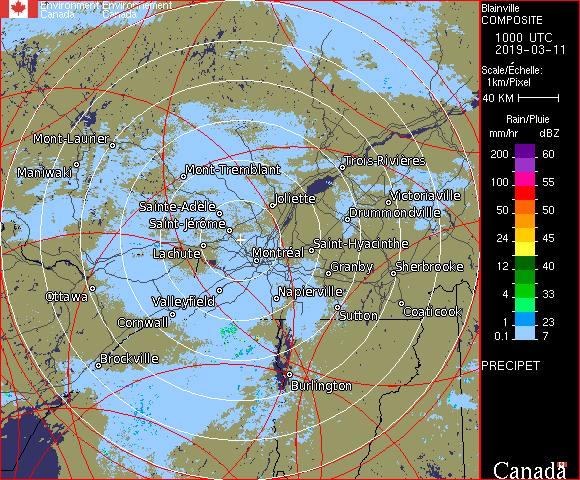 Environment Environnement
Canada Canada
Blainville
COMPOSITE
1000 UTC
2019-03-11
Scale/Échelle:
1km/Pixel
40 KM
Rain/Pluie
mm/hr dBZ
200 60
100 55
50 50
24 45
12 40
4 33
1 23
0.1 7
PRECIPET
Canada
Mont-Laurier
Maniwaki
Mont-Tremblant
Trois-Rivières
Sainte-Adèle
Joliette
Victoriaville
Drummondville
Saint-Jérôme
Lachute
Montréal
Saint-Hyacinthe
Granby
Sherbrooke
Ottawa
Valleyfield
Napierville
Cornwall
Sutton
Coaticook
Brockville
Burlington